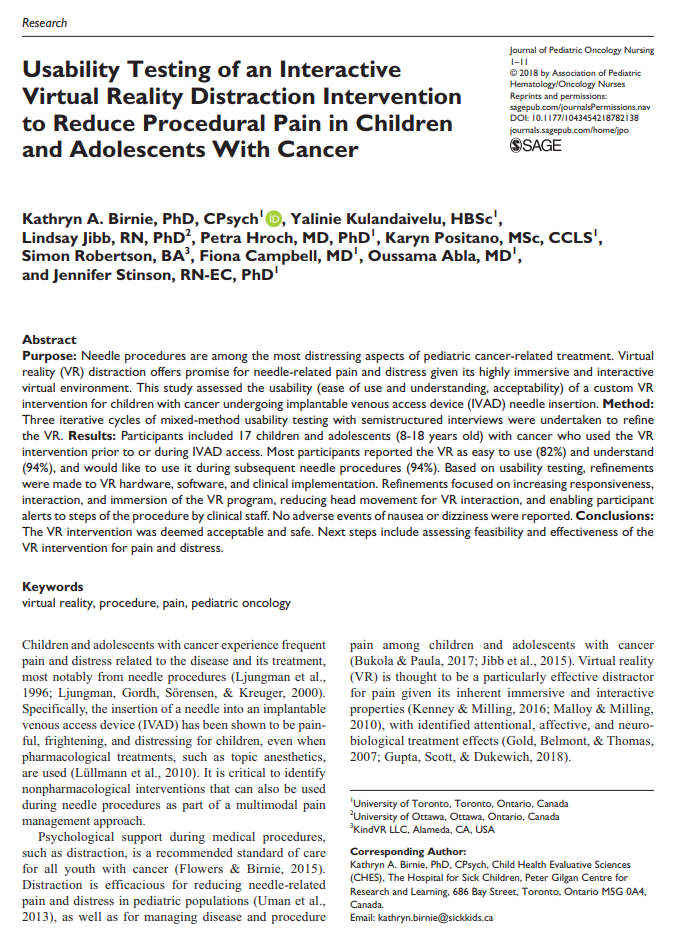 Research
Journal of Pediatric Oncology Nursing
1–11
© 2018 by Association of Pediatric
Hematology/Oncology Nurses
Reprints and permissions:
sagepub.com/journalsPermissions.nav
DOI: 10.1177/1043454218782138
journals.sagepub.com/home/jpo
SAGE
Usability Testing of an Interactive
Virtual Reality Distraction Intervention
to Reduce Procedural Pain in Children
and Adolescents With Cancer
Kathryn A. Birnie, PhD, CPsych1 iD, Yalinie Kulandaivelu, HBSc1,
Lindsay Jibb, RN, PhD2, Petra Hroch, MD, PhD1, Karyn Positano, MSc, CCLS1,
Simon Robertson, BA3, Fiona Campbell, MD1, Oussama Abla, MD1,
and Jennifer Stinson, RN-EC, PhD1
Abstract
Purpose: Needle procedures are among the most distressing aspects of pediatric cancer-related treatment. Virtual
reality (VR) distraction offers promise for needle-related pain and distress given its highly immersive and interactive
virtual environment. This study assessed the usability (ease of use and understanding, acceptability) of a custom VR
intervention for children with cancer undergoing implantable venous access device (IVAD) needle insertion. Method:
Three iterative cycles of mixed-method usability testing with semistructured interviews were undertaken to refine
the VR. Results: Participants included 17 children and adolescents (8-18 years old) with cancer who used the VR
intervention prior to or during IVAD access. Most participants reported the VR as easy to use (82%) and understand
(94%), and would like to use it during subsequent needle procedures (94%). Based on usability testing, refinements
were made to VR hardware, software, and clinical implementation. Refinements focused on increasing responsiveness,
interaction, and immersion of the VR program, reducing head movement for VR interaction, and enabling participant
alerts to steps of the procedure by clinical staff. No adverse events of nausea or dizziness were reported. Conclusions:
The VR intervention was deemed acceptable and safe. Next steps include assessing feasibility and effectiveness of the
VR intervention for pain and distress.
Keywords
virtual reality, procedure, pain, pediatric oncology
Children and adolescents with cancer experience frequent
pain and distress related to the disease and its treatment,
most notably from needle procedures (Ljungman et al.,
1996; Ljungman, Gordh, Sörensen, & Kreuger, 2000).
Specifically, the insertion of a needle into an implantable
venous access device (IVAD) has been shown to be pain-
ful, frightening, and distressing for children, even when
pharmacological treatments, such as topic anesthetics,
are used (Lüllmann et al., 2010). It is critical to identify
nonpharmacological interventions that can also be used
during needle procedures as part of a multimodal pain
management approach.
Psychological support during medical procedures,
such as distraction, is a recommended standard of care
for all youth with cancer (Flowers & Birnie, 2015).
Distraction is efficacious for reducing needle-related
pain and distress in pediatric populations (Uman et al.,
2013), as well as for managing disease and procedure
pain among children and adolescents with cancer
(Bukola & Paula, 2017; Jibb et al., 2015). Virtual reality
(VR) is thought to be a particularly effective distractor
for pain given its inherent immersive and interactive
properties (Kenney & Milling, 2016; Malloy & Milling,
2010), with identified attentional, affective, and neuro-
biological treatment effects (Gold, Belmont, & Thomas,
2007; Gupta, Scott, & Dukewich, 2018).
1University of Toronto, Toronto, Ontario, Canada
2University of Ottawa, Ottawa, Ontario, Canada
3KindVR LLC, Alameda, CA, USA
Corresponding Author:
Kathryn A. Birnie, PhD, CPsych, Child Health Evaluative Sciences
(CHES), The Hospital for Sick Children, Peter Gilgan Centre for
Research and Learning, 686 Bay Street, Toronto, Ontario M5G 0A4,
Canada.
Email: kathryn.birnie@sickkids.ca